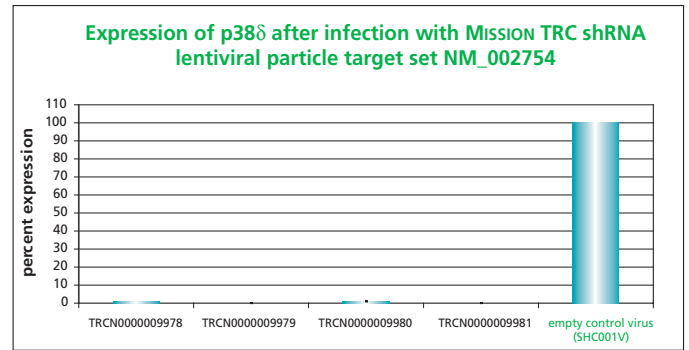 Expression of p38δ after infection with MISSION TRC shRNA
lentiviral particle target set NM_002754
percent expression
110
100
90
80
70
60
50
40
30
20
10
0
TRCN0000009978
TRCN0000009979
TRCN0000009980
TRCN0000009981
empty control virus
(SHC001V)